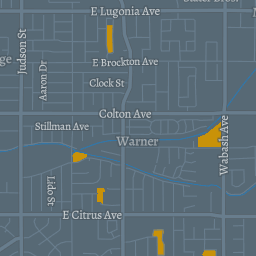 E Lugonia Ave
Judson St
E Brockton Ave
Aaron Dr
Clock St
Colton Ave
Stillman Ave
Warner
Wabash Ave
Lido St
E Citrus Ave